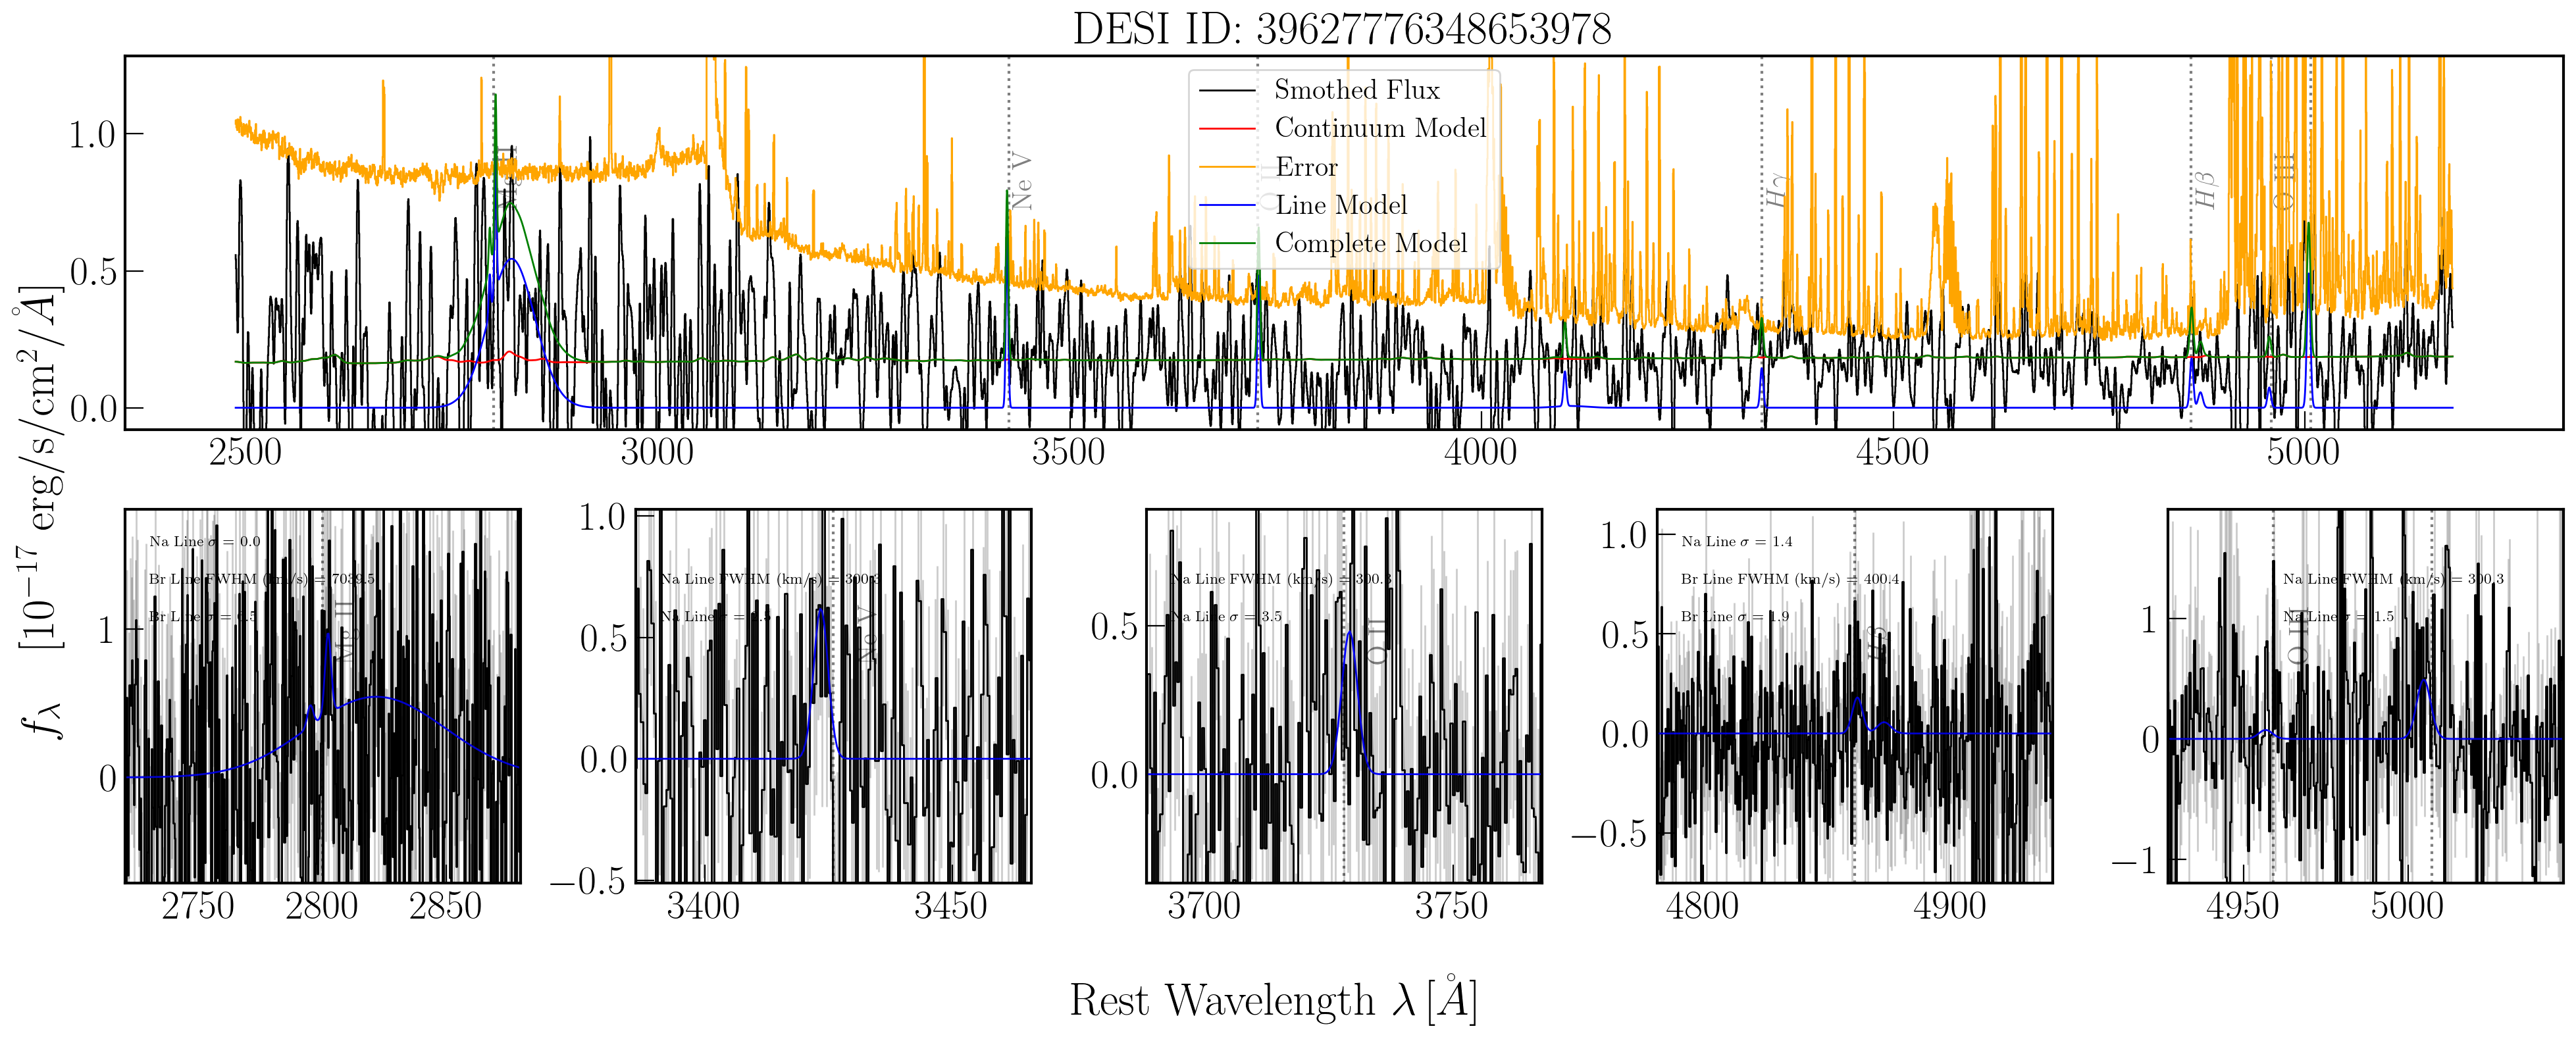 DESI ID: 39627776348653978
Smothed Flux
Continuum Model
Error
Line Model
Complete Model
Ne V
Hγ
Hβ
O III
1.0
0.5
0.0
2500 3000 3500 4000 4500 5000
fλ [10−17 erg/s/cm2/Å]
Na Line σ = 0.0
Br Line FWHM (km/s) = 7039.5
Mg II
1
0
2750 2800 2850
Na Line FWHM (km/s) = 300.3
Ne V
1.0
0.5
0.0
−0.5
3400 3450
Na Line FWHM (km/s) = 300.3
Na Line σ = 3.5
O II
0.5
0.0
3700 3750
Na Line σ = 1.4
Br Line FWHM (km/s) = 400.4
Br Line σ = 1.9
Hβ
1.0
0.5
0.0
−0.5
4800 4900
Na Line FWHM (km/s) = 300.3
Na Line σ = 1.5
O III
1
0
−1
4950 5000
Rest Wavelength λ [Å]